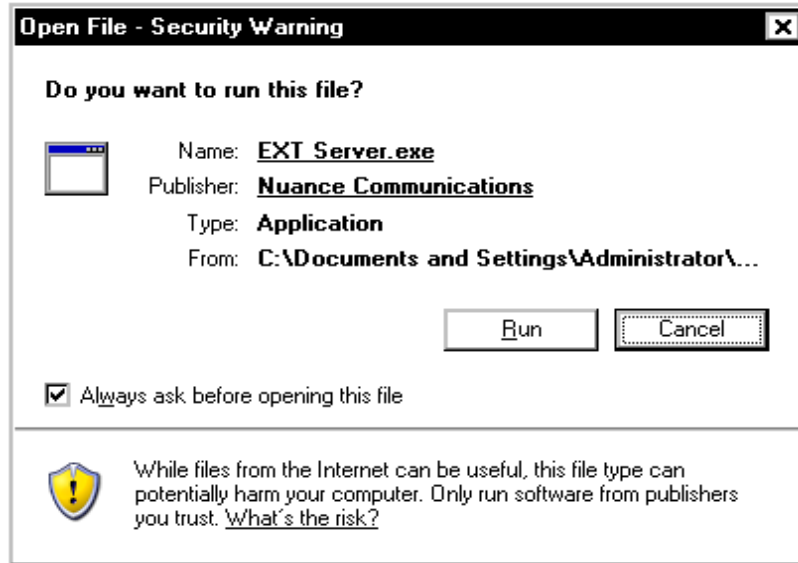 Open File - Security Warning
Do you want to run this file?
Name: EXT Server.exe
Publisher: Nuance Communications
Type: Application
From: C:\Documents and Settings\Administrator\...
Run Cancel
Always ask before opening this file
While files from the Internet can be useful, this file type can
potentially harm your computer. Only run software from publishers
you trust. What's the risk?